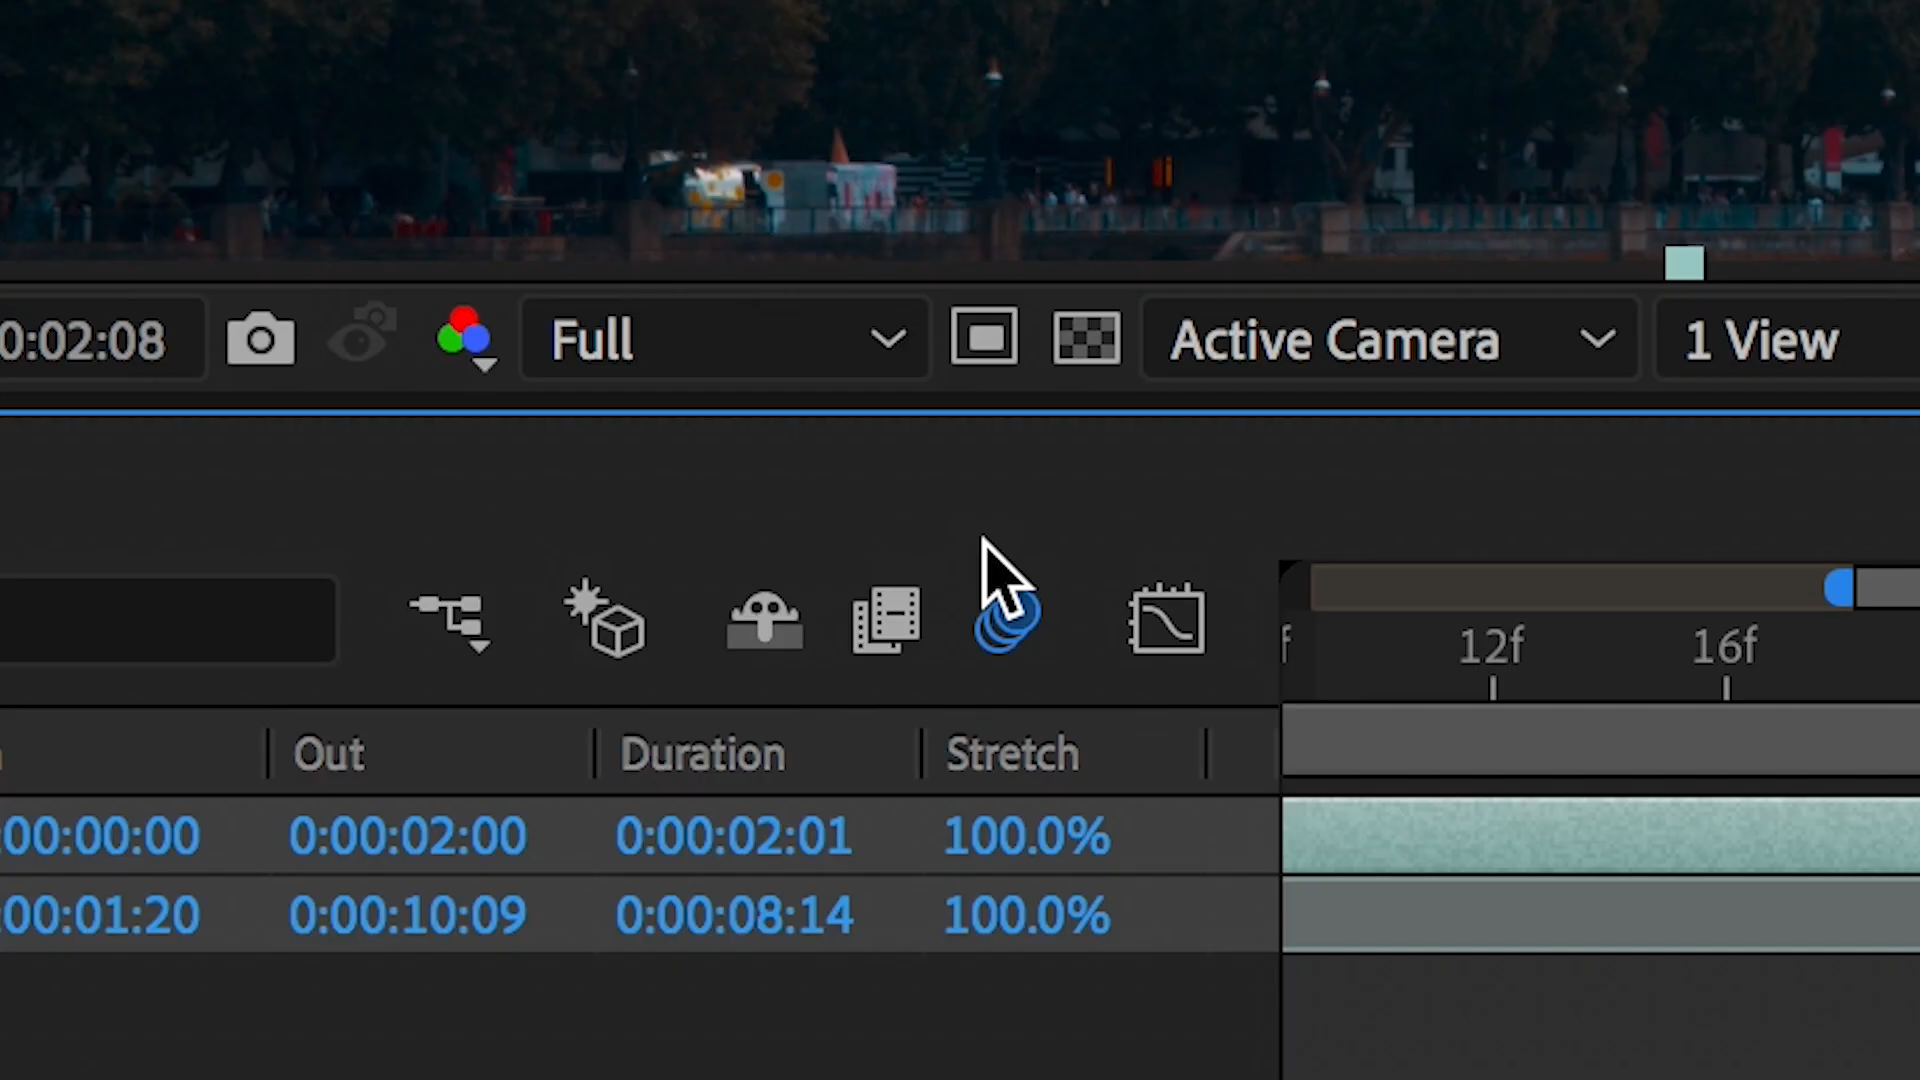 0:02:08 Full Active Camera 1 View
f 12f 16f
Out Duration Stretch
:00:00:00 0:00:02:00 0:00:02:01 100.0%
:00:01:20 0:00:10:09 0:00:08:14 100.0%